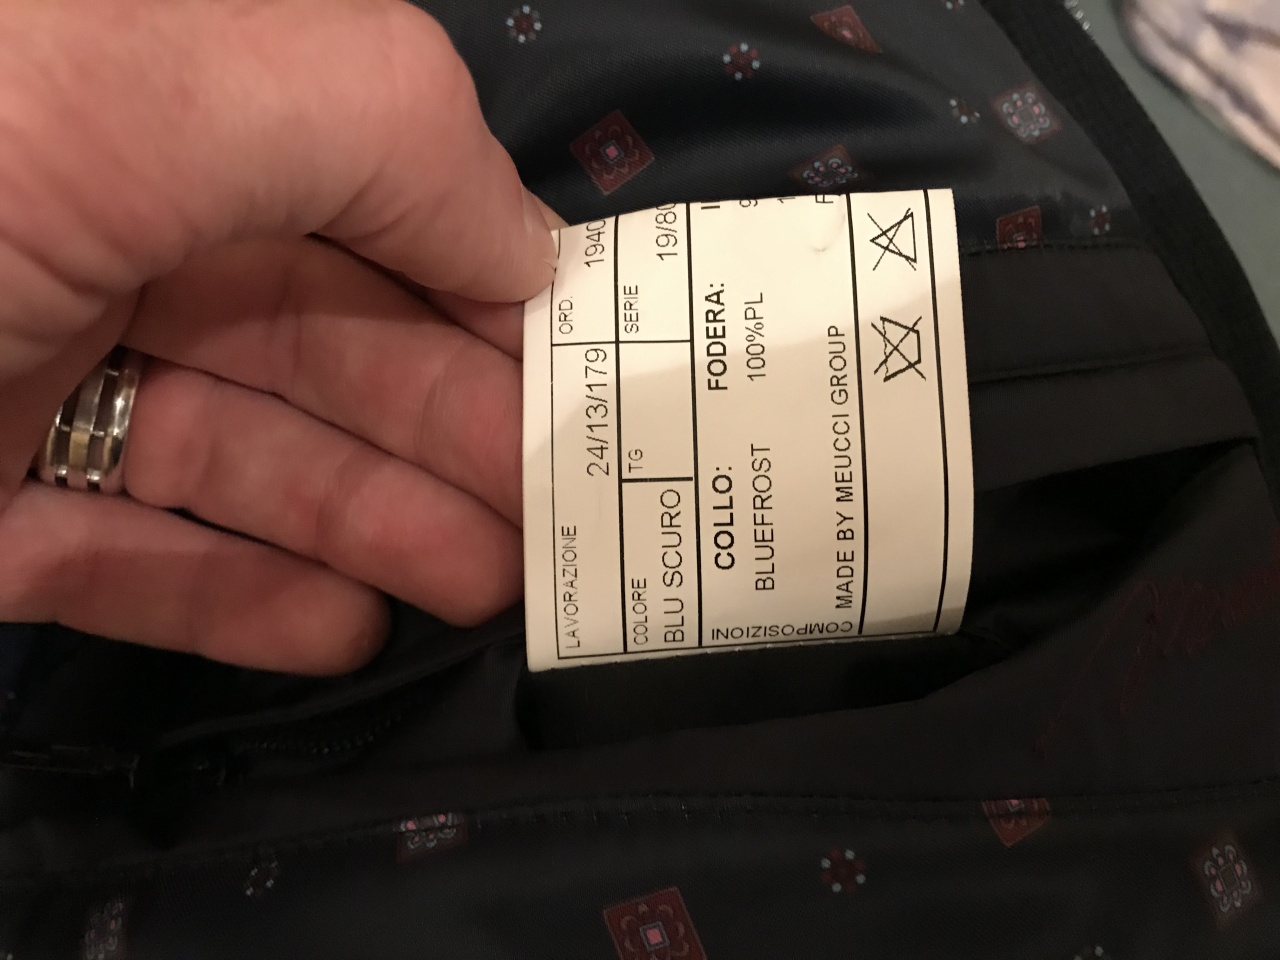 LAVORAZIONE ORD.
24/13/179 1940
COLORE TG SERIE
BLU SCURO 19/80
COMPOSIZIONI
COLLO: FODERA:
BLUEFROST 100%PL
MADE BY MEUCCI GROUP